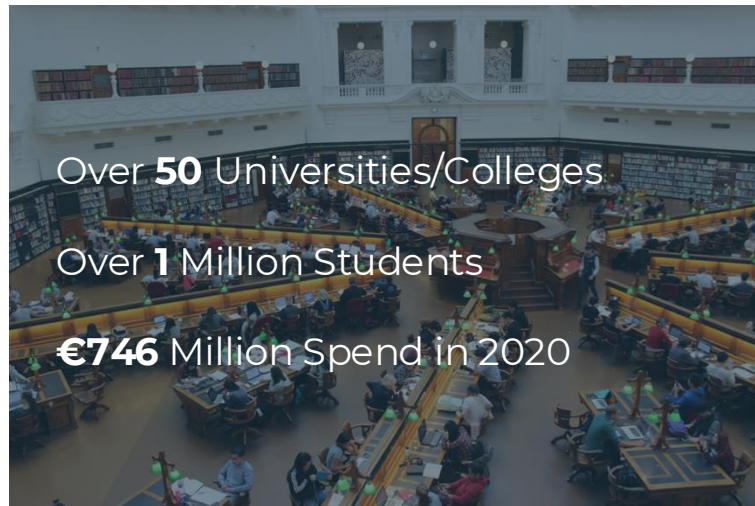 Over 50 Universities/Colleges
Over 1 Million Students
€746 Million Spend in 2020